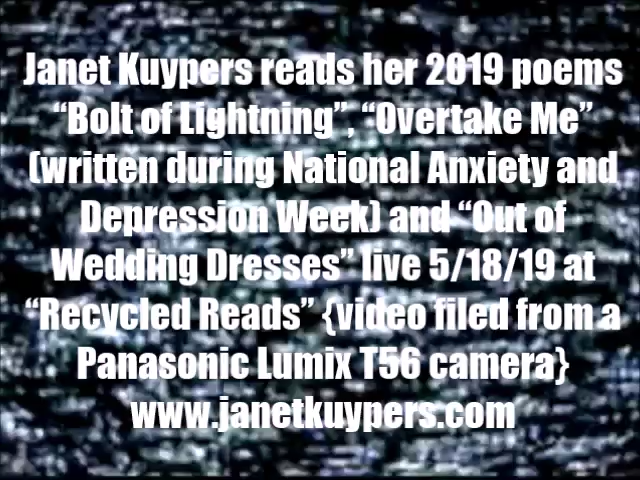 Janet Kuypers reads her 2019 poems
“Bolt of Lightning”, “Overtake Me”
(written during National Anxiety and
Depression Week) and “Out of
Wedding Dresses” live 5/18/19 at
“Recycled Reads” {video filed from a
Panasonic Lumix T56 camera}
www.janetkuypers.com